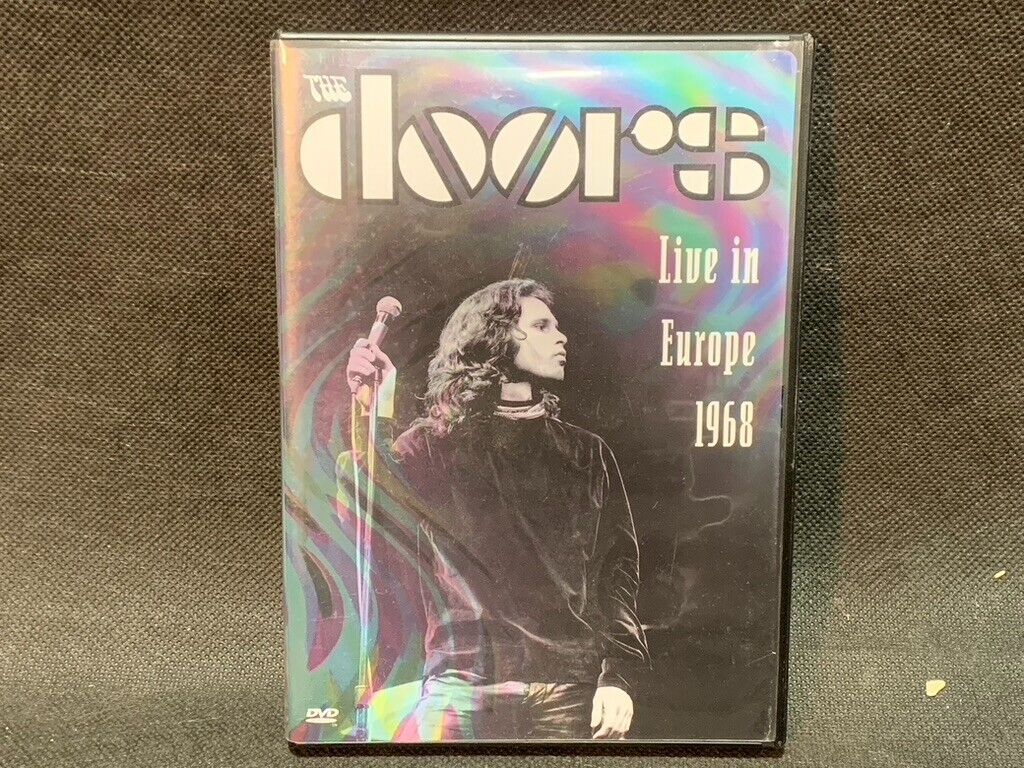 THE
doors
Live in
Europe
1968
DVD